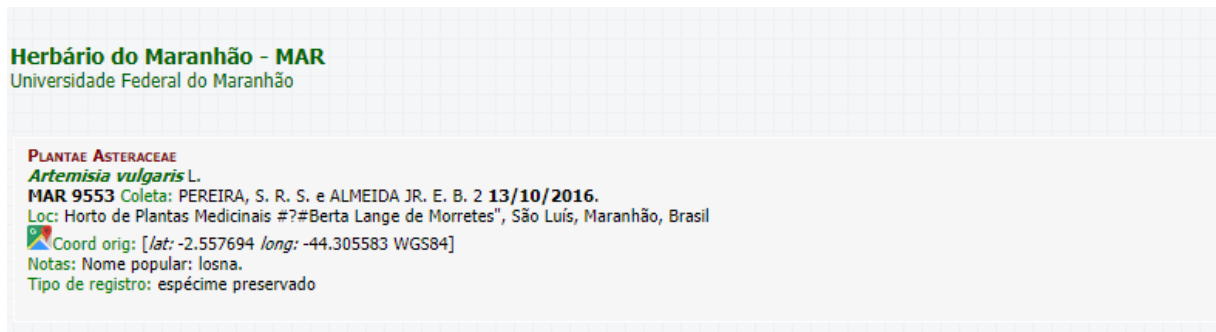 Herbário do Maranhão - MAR
Universidade Federal do Maranhão
PLANTAE ASTERACEAE
Artemisia vulgaris L.
MAR 9553 Coleta: PEREIRA, S. R. S. e ALMEIDA JR. E. B. 2 13/10/2016.
Loc: Horto de Plantas Medicinais #?#Berta Lange de Morretes", São Luís, Maranhão, Brasil
Coord orig: [lat: -2.557694 long: -44.305583 WGS84]
Notas: Nome popular: losna.
Tipo de registro: espécime preservado